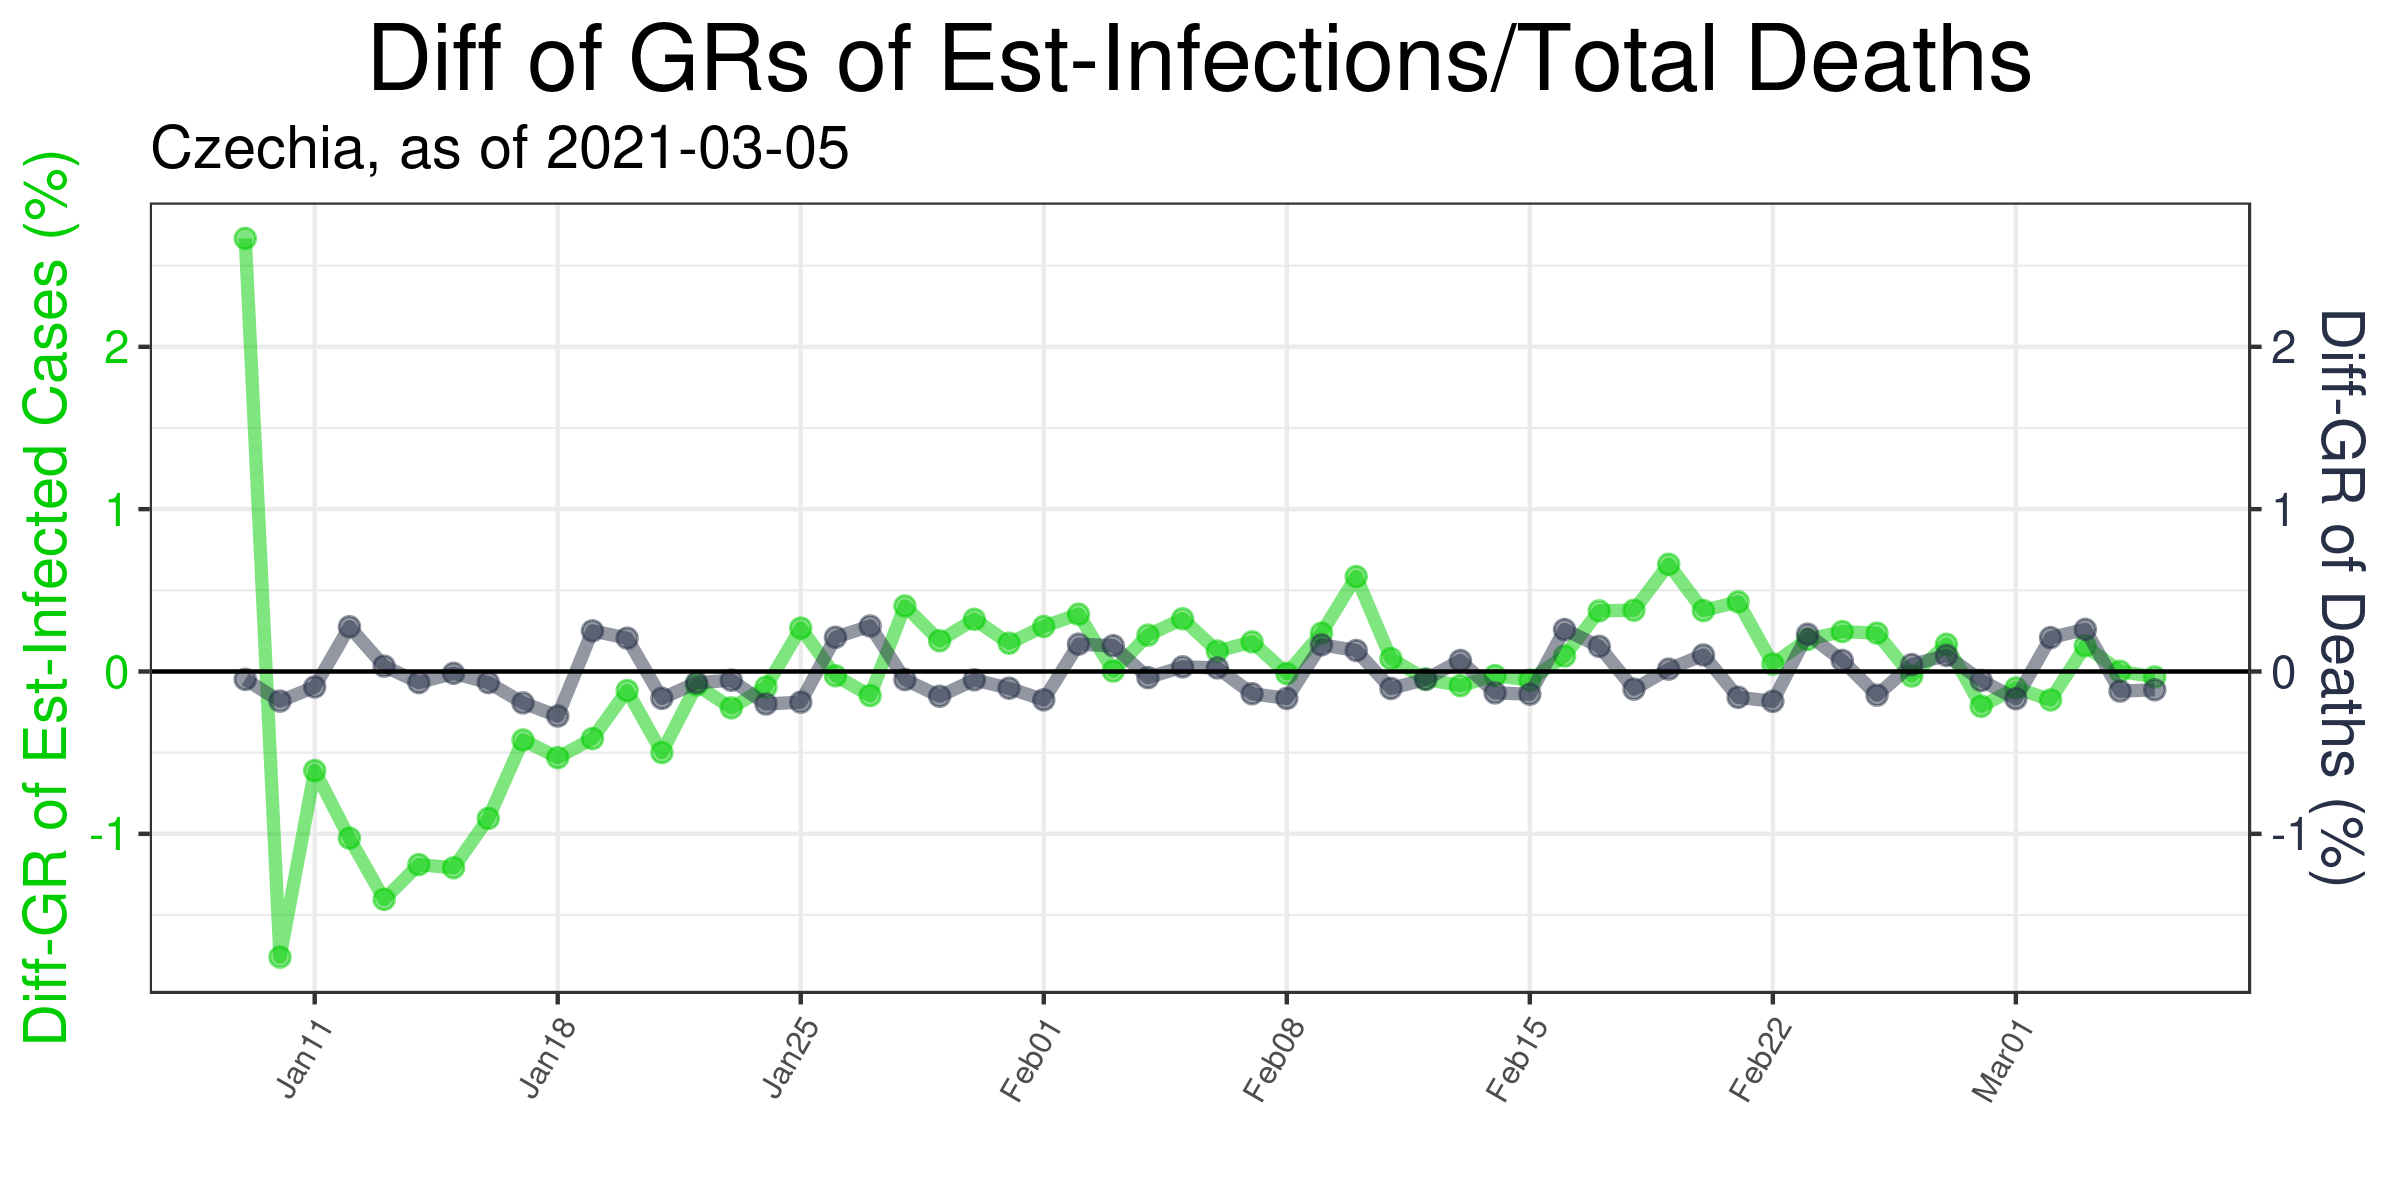 Diff of GRs of Est-Infections/Total Deaths
Czechia, as of 2021-03-05
Diff-GR of Est-Infected Cases (%)
2
1
0
-1
2
1
0
-1
Diff-GR of Deaths (%)
Jan11
Jan18
Jan25
Feb01
Feb08
Feb15
Feb22
Mar01